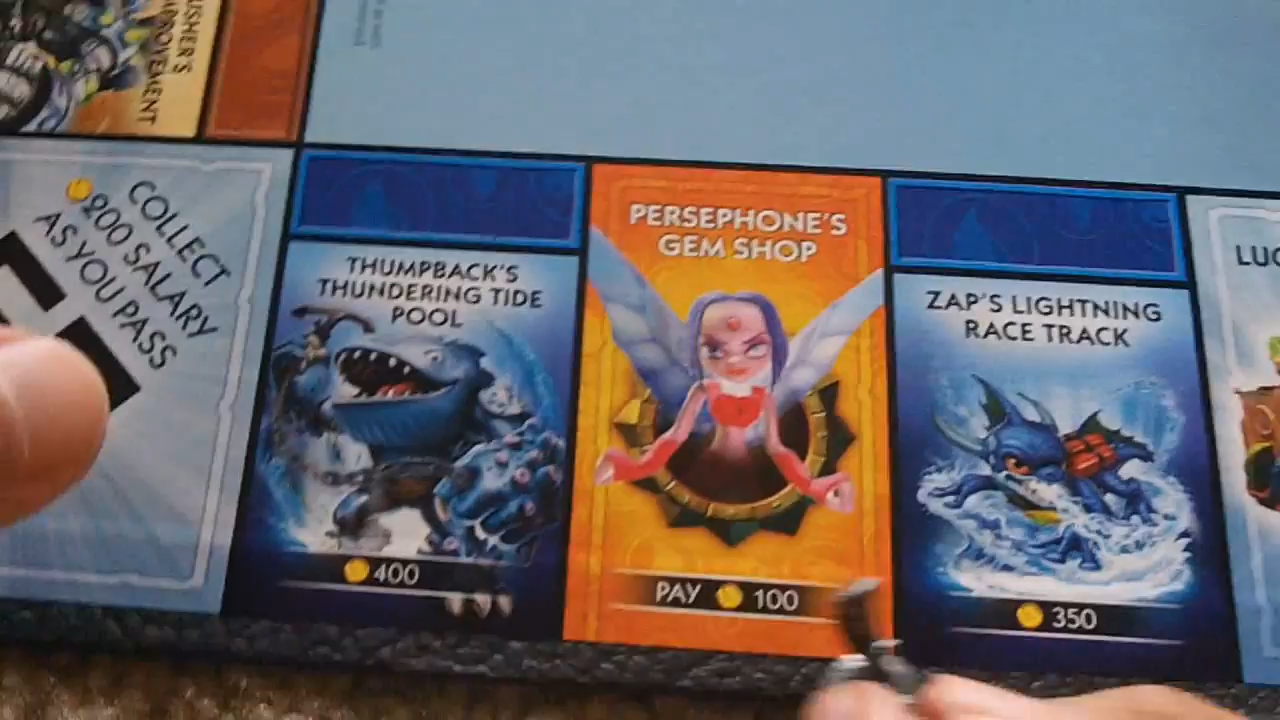 COLLECT
200 SALARY
AS YOU PASS
THUMPBACK'S
THUNDERING TIDE
POOL
400
PERSEPHONE'S
GEM SHOP
PAY 100
ZAP'S LIGHTNING
RACE TRACK
350